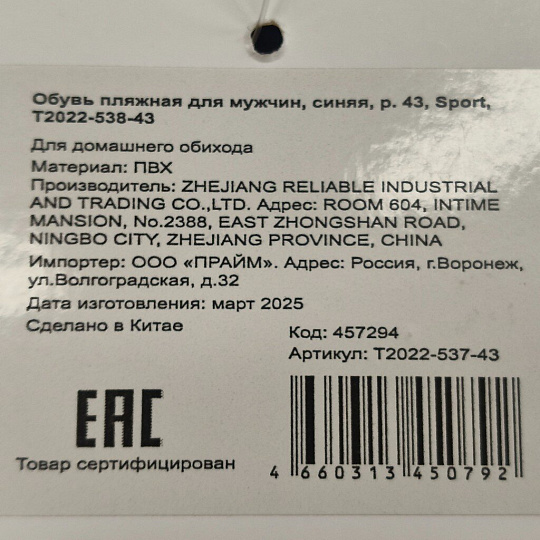 Обувь пляжная для мужчин, синяя, р. 43, Sport,
Т2022-538-43
Для домашнего обихода
Материал: ПВХ
Производитель: ZHEJIANG RELIABLE INDUSTRIAL
AND TRADING CO.,LTD. Адрес: ROOM 604, INTIME
MANSION, No.2388, EAST ZHONGSHAN ROAD,
NINGBO CITY, ZHEJIANG PROVINCE, CHINA
Импортер: ООО «ПРАЙМ». Адрес: Россия, г.Воронеж,
ул.Волгоградская, д.32
Дата изготовления: март 2025
Сделано в Китае
Код: 457294
Артикул: Т2022-537-43
EAC
Товар сертифицирован
4 660313 450792